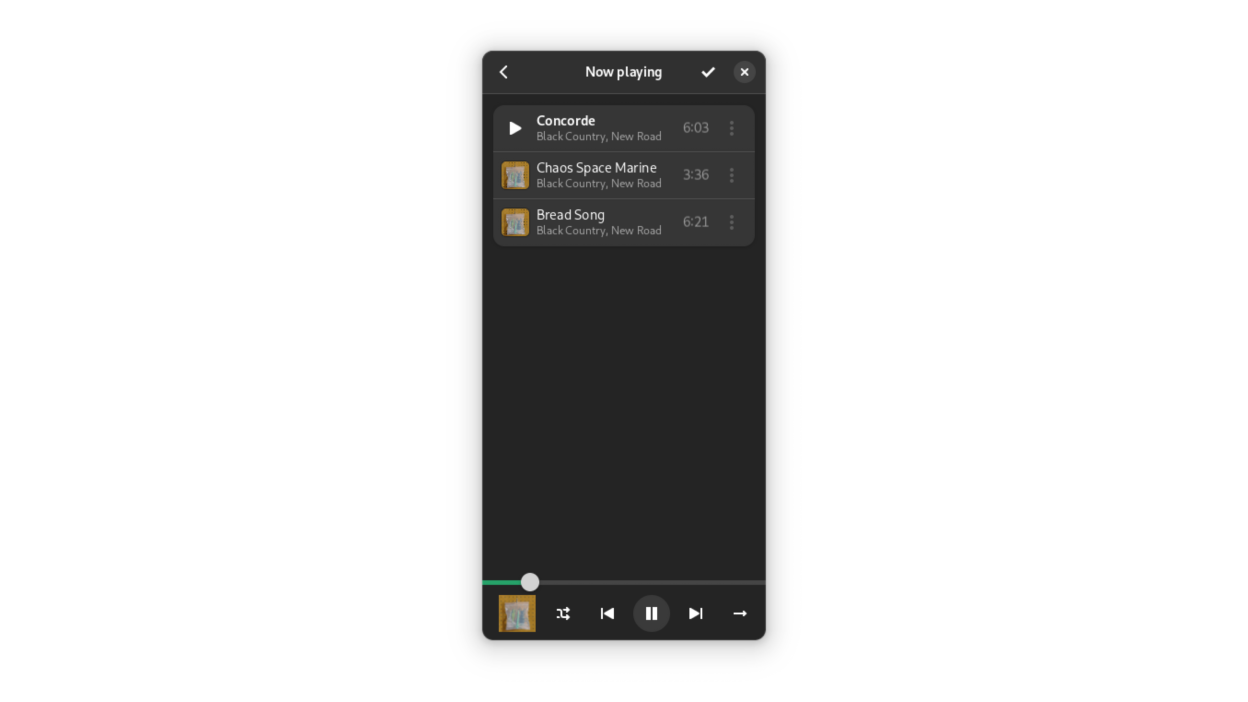 Now playing
Concorde
Black Country, New Road
6:03
Chaos Space Marine
Black Country, New Road
3:36
Bread Song
Black Country, New Road
6:21